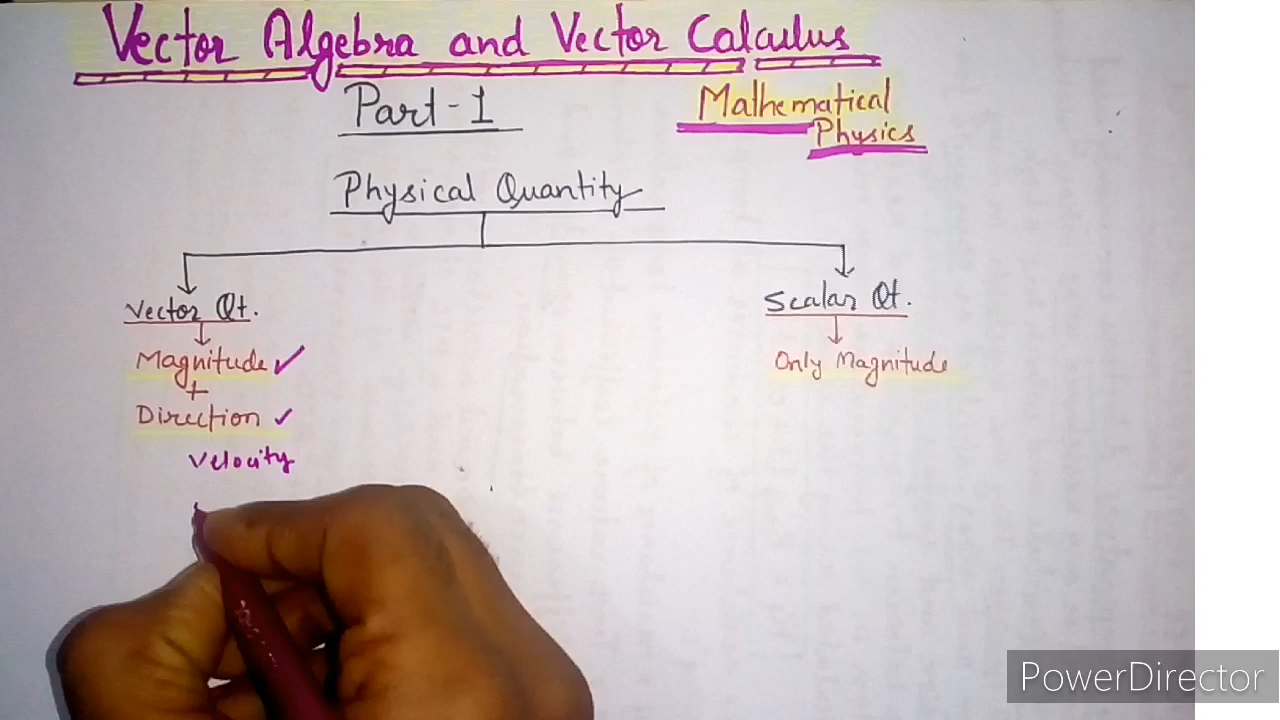 Vector Algebra and Vector Calculus
Part-1
Mathematical
Physics
Physical Quantity
Vector Qt.
Scalar Qt.
Magnitude ✓
Only Magnitude
+
Direction ✓
Velocity
PowerDirector